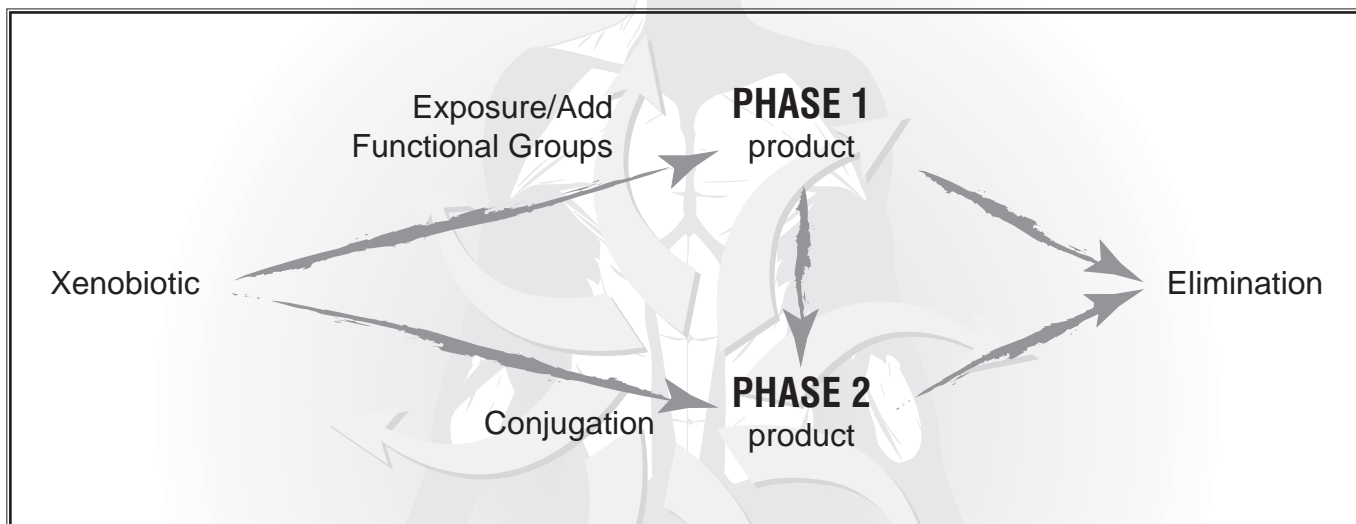 Exposure/Add
Functional Groups
PHASE 1
product
Xenobiotic
Elimination
Conjugation
PHASE 2
product